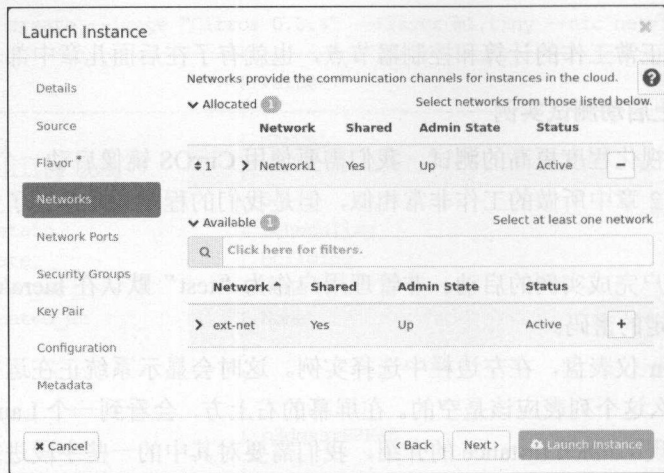 Launch Instance
Details
Source
Flavor *
Networks
Network Ports
Security Groups
Key Pair
Configuration
Metadata
Networks provide the communication channels for instances in the cloud.
Allocated 1
Select networks from those listed below.
Network Shared Admin State Status
1 Network1 Yes Up Active
Available 1
Select at least one network
Click here for filters.
Network Shared Admin State Status
ext-net Yes Up Active
Cancel
Back
Next
Launch Instance